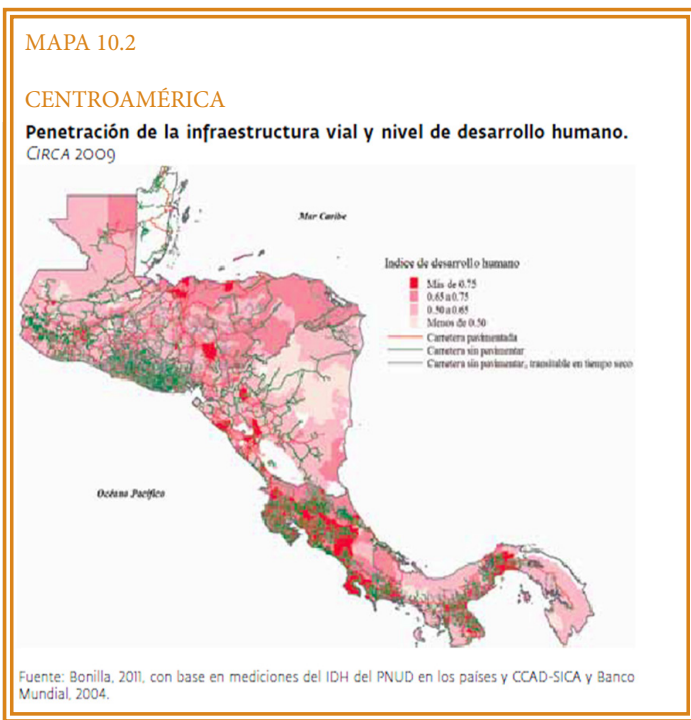 MAPA 10.2
CENTROAMÉRICA
Penetración de la infraestructura vial y nivel de desarrollo humano.
CIRCA 2009
Mar Caribe
Indice de desarrollo humano
Más de 0.75
0.65 a 0.75
0.50 a 0.65
Menos de 0.50
Carretera pavimentada
Carretera sin pavimentar
Carretera sin pavimentar, transitable en tiempo seco
Océano Pacífico
Fuente: Bonilla, 2011, con base en mediciones del IDH del PNUD en los países y CCAD-SICA y Banco
Mundial, 2004.